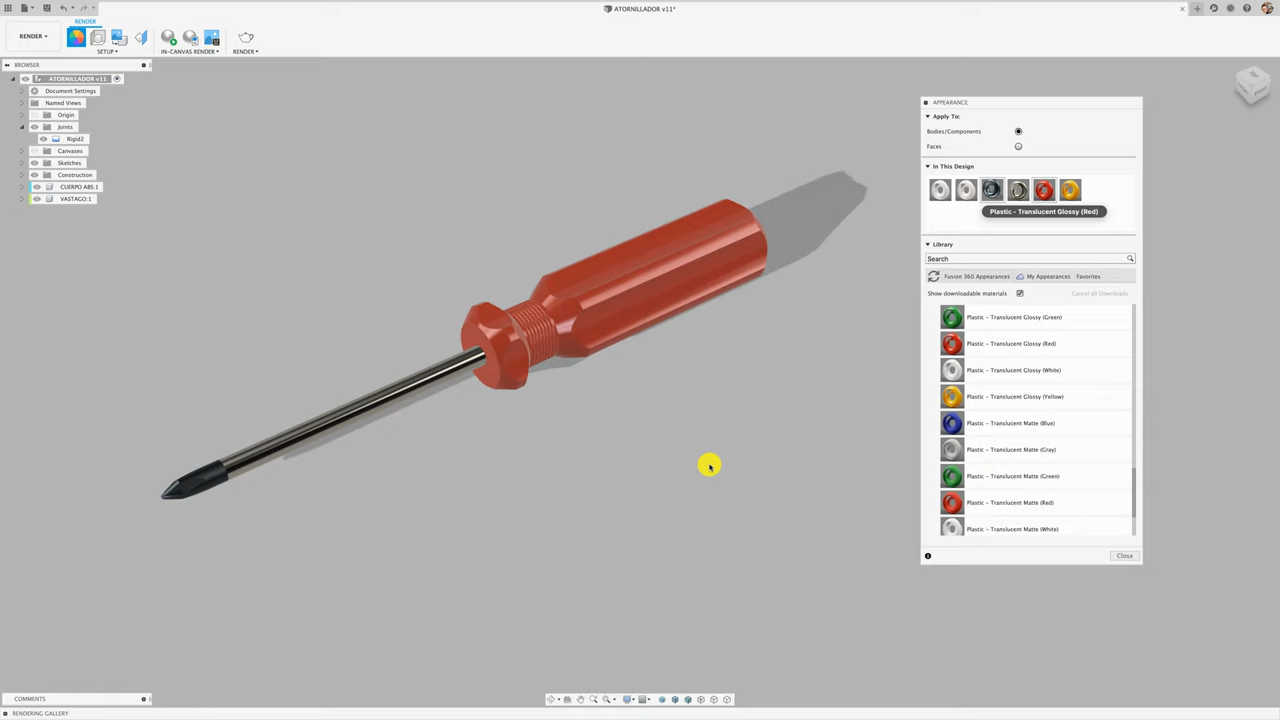 ATORNILLADOR v11*
RENDER
RENDER
SETUP
IN-CANVAS RENDER
RENDER
BROWSER
ATORNILLADOR v11
Document Settings
Named Views
Origin
Joints
Rigid2
Canvases
Sketches
Construction
CUERPO ABS:1
VASTAGO:1
APPEARANCE
Apply To:
Bodies/Components
Faces
In This Design
Plastic - Translucent Glossy (Red)
Library
Search
Fusion 360 Appearances My Appearances Favorites
Show downloadable materials Cancel all Downloads
Plastic - Translucent Glossy (Green)
Plastic - Translucent Glossy (Red)
Plastic - Translucent Glossy (White)
Plastic - Translucent Glossy (Yellow)
Plastic - Translucent Matte (Blue)
Plastic - Translucent Matte (Gray)
Plastic - Translucent Matte (Green)
Plastic - Translucent Matte (Red)
Plastic - Translucent Matte (White)
Close
COMMENTS
RENDERING GALLERY